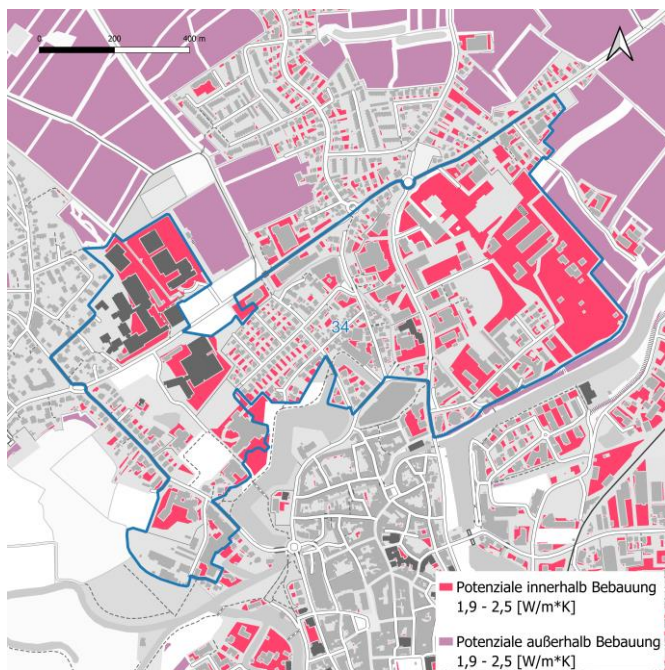 0 200 400 m
34
Potenziale innerhalb Bebauung
1,9 - 2,5 [W/m*K]
Potenziale außerhalb Bebauung
1,9 - 2,5 [W/m*K]